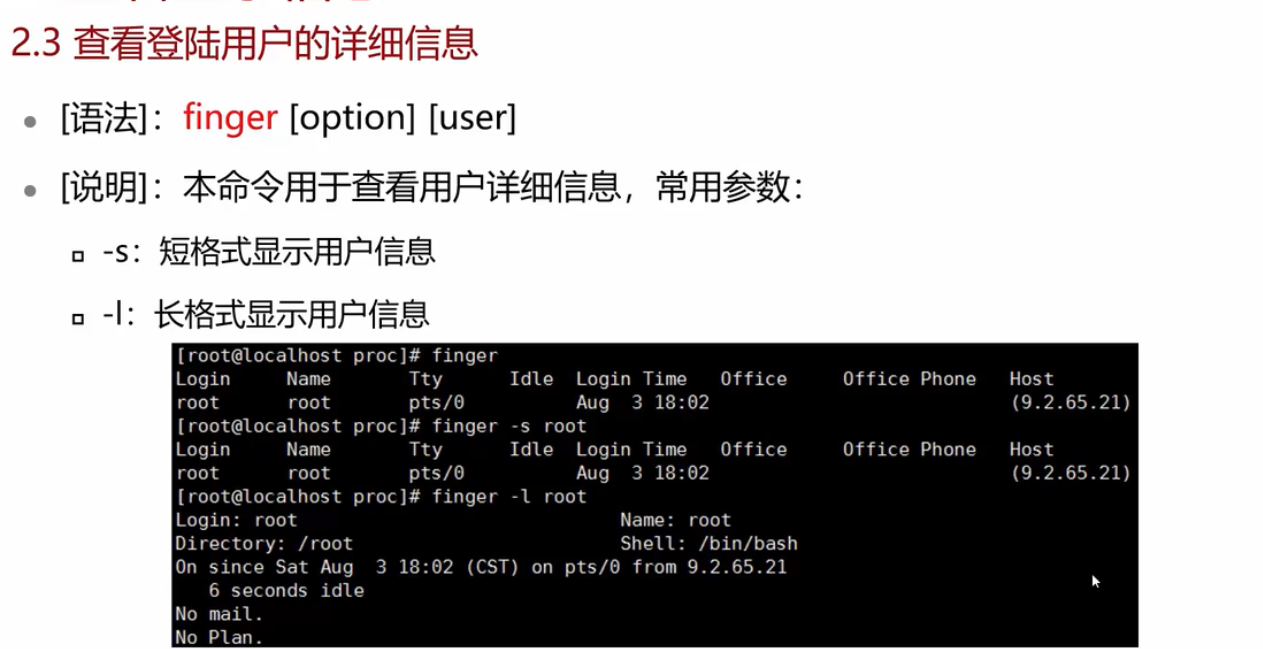 2.3 查看登陆用户的详细信息
[语法]：finger [option] [user]
[说明]：本命令用于查看用户详细信息，常用参数：
-s：短格式显示用户信息
-l：长格式显示用户信息
[root@localhost proc]# finger
Login Name Tty Idle Login Time Office Office Phone Host
root root pts/0 Aug 3 18:02 (9.2.65.21)
[root@localhost proc]# finger -s root
Login Name Tty Idle Login Time Office Office Phone Host
root root pts/0 Aug 3 18:02 (9.2.65.21)
[root@localhost proc]# finger -l root
Login: root Name: root
Directory: /root Shell: /bin/bash
On since Sat Aug 3 18:02 (CST) on pts/0 from 9.2.65.21
6 seconds idle
No mail.
No Plan.